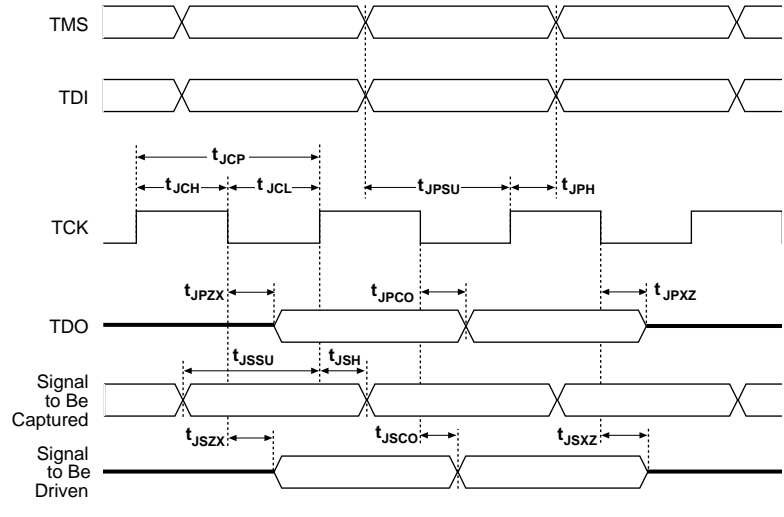 TMS
TDI
tJCP
tJCH
tJCL
tJPSU
tJPH
TCK
tJPZX
tJPCO
tJPXZ
TDO
tJSSU
tJSH
Signal
to Be
Captured
tJSZX
tJSCO
tJSXZ
Signal
to Be
Driven